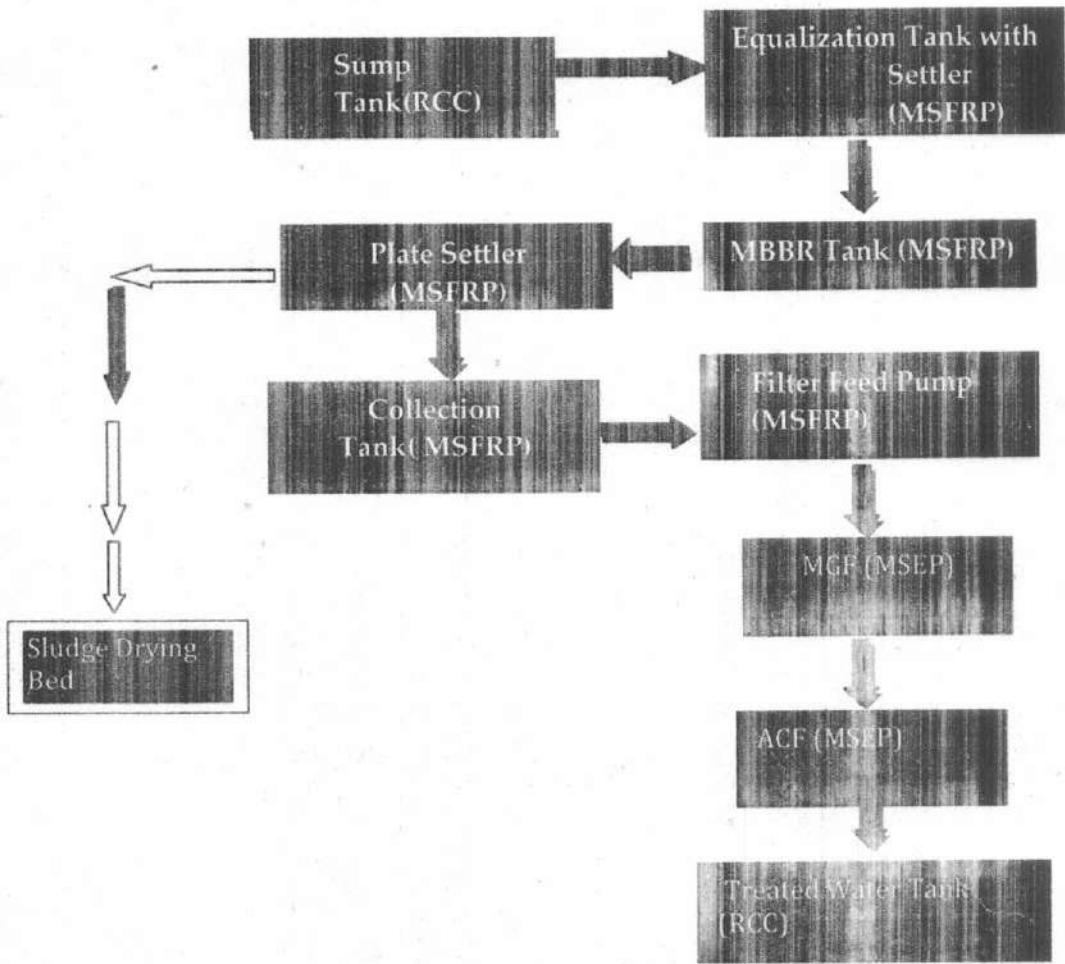 Sump
Tank(RCC)
Equalization Tank with
Settler
(MSFRP)
Plate Settler
(MSFRP)
MBBR Tank (MSFRP)
Collection
Tank( MSFRP)
Filter Feed Pump
(MSFRP)
MGF (MSEP)
Sludge Drying
Bed
ACF (MSEP)
Treated Water Tank
(RCC)